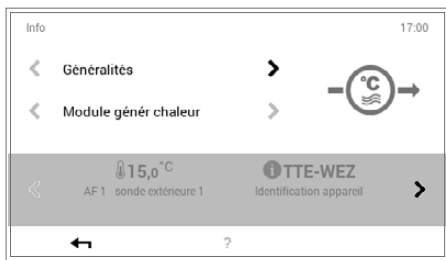 Info 17:00
Généralités
Module génér chaleur
°C
15,0°C
AF 1 - sonde extérieure 1
TTE-WEZ
Identification appareil
?